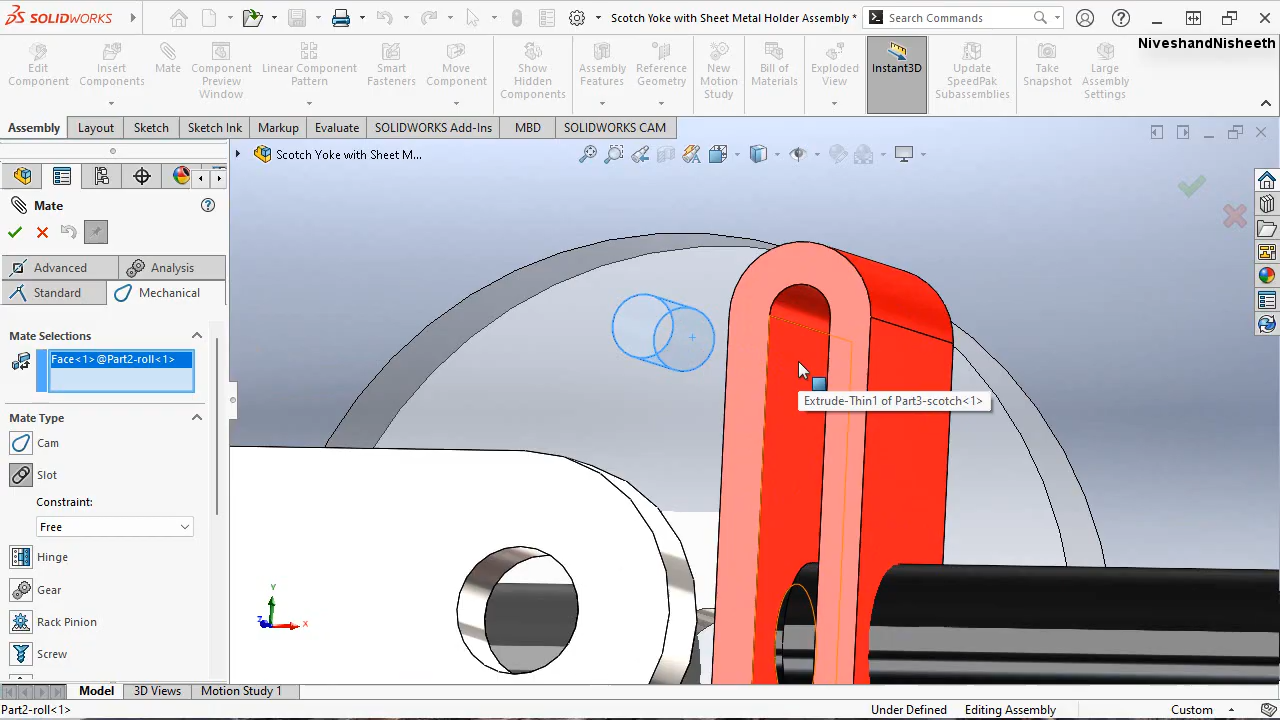 SOLIDWORKS
Scotch Yoke with Sheet Metal Holder Assembly *
Search Commands
NiveshandNisheeth
Edit Component
Insert Components
Mate
Component Preview Window
Linear Component Pattern
Smart Fasteners
Move Component
Show Hidden Components
Assembly Features
Reference Geometry
New Motion Study
Bill of Materials
Exploded View
Instant3D
Update SpeedPak Subassemblies
Take Snapshot
Large Assembly Settings
Assembly
Layout
Sketch
Sketch Ink
Markup
Evaluate
SOLIDWORKS Add-Ins
MBD
SOLIDWORKS CAM
Scotch Yoke with Sheet M...
Mate
Advanced
Analysis
Standard
Mechanical
Mate Selections
Face<1>@Part2-roll<1>
Mate Type
Cam
Slot
Constraint:
Free
Hinge
Gear
Rack Pinion
Screw
Extrude-Thin1 of Part3-scotch<1>
Y
Z
X
Model
3D Views
Motion Study 1
Part2-roll<1>
Under Defined
Editing Assembly
Custom